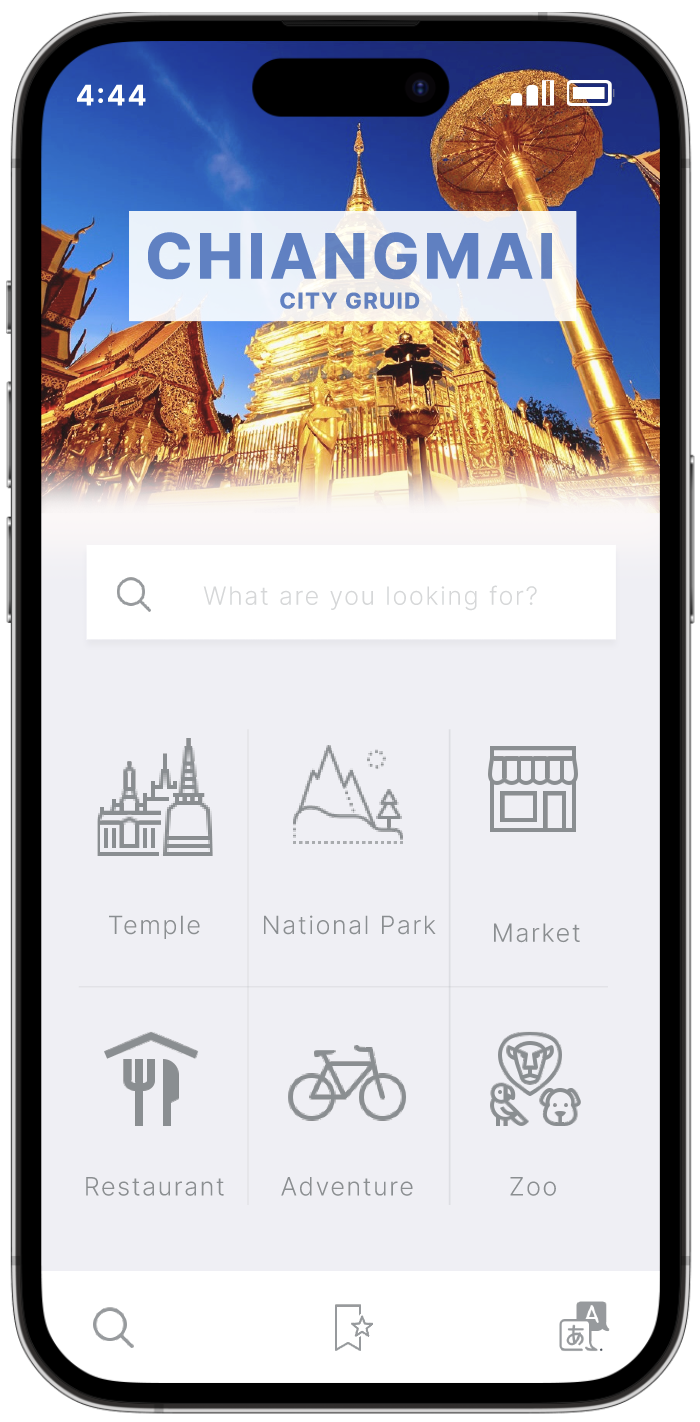 4:44
CHIANGMAI
CITY GRUID
What are you looking for?
Temple
National Park
Market
Restaurant
Adventure
Zoo
A
あ